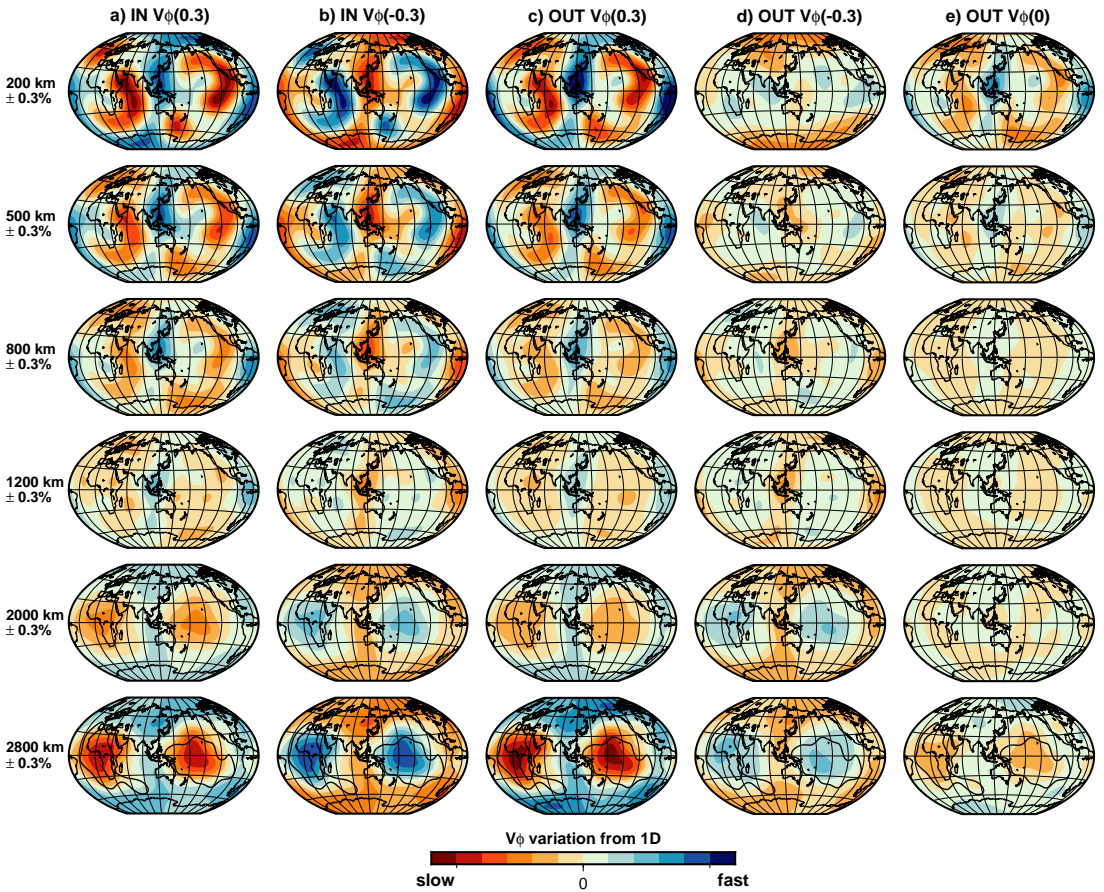 a) IN Vϕ(0.3) b) IN Vϕ(-0.3) c) OUT Vϕ(0.3) d) OUT Vϕ(-0.3) e) OUT Vϕ(0)
200 km
± 0.3%
500 km
± 0.3%
800 km
± 0.3%
1200 km
± 0.3%
2000 km
± 0.3%
2800 km
± 0.3%
Vϕ variation from 1D
slow 0 fast